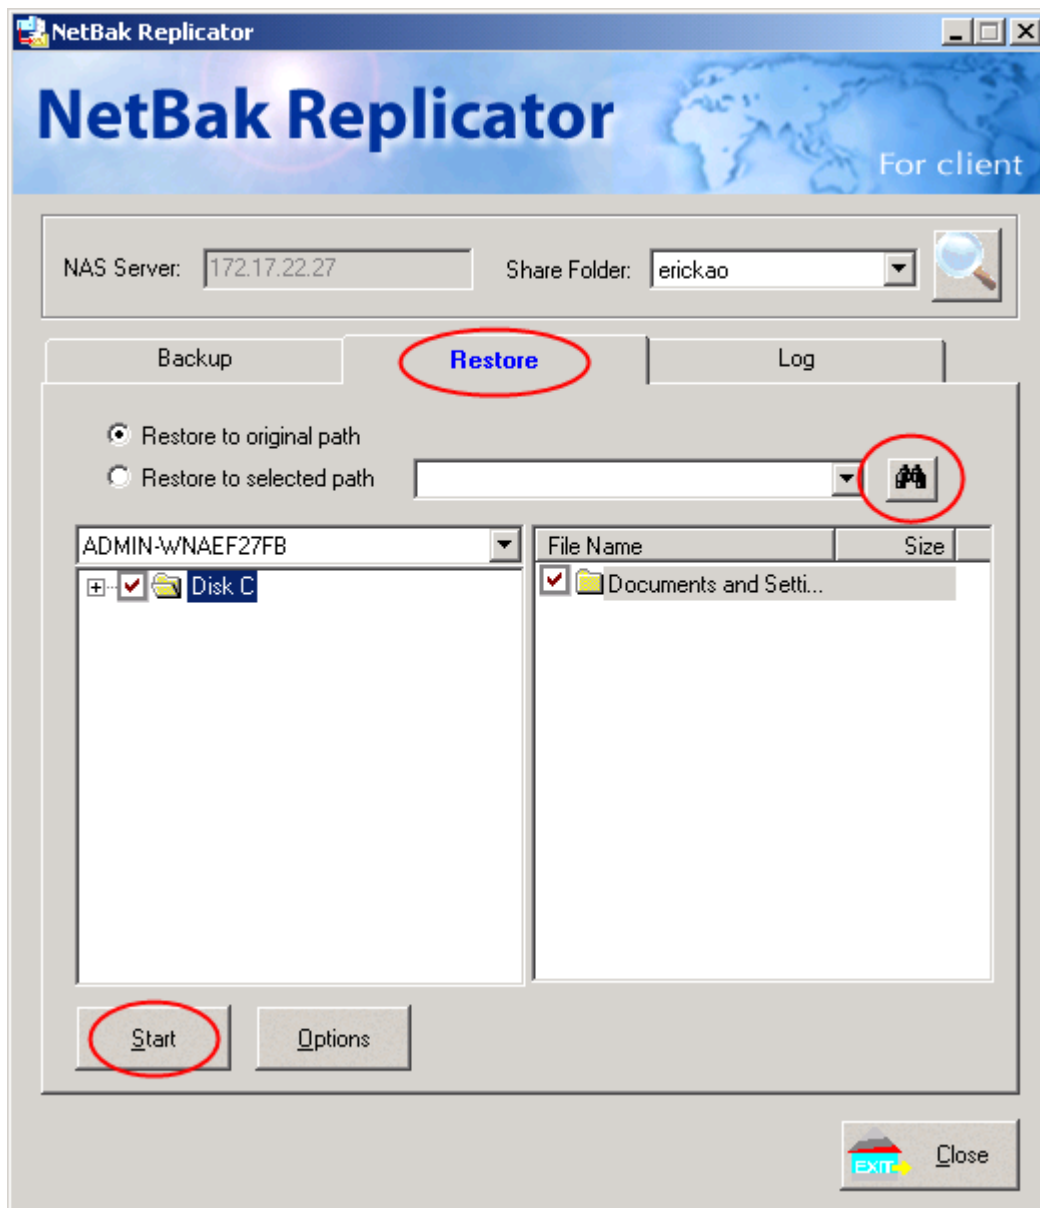 NetBak Replicator
NetBak Replicator
For client
NAS Server: 172.17.22.27 Share Folder: erickao
Backup Restore Log
Restore to original path
Restore to selected path
ADMIN-WNAEF27FB File Name Size
Disk C Documents and Setti...
Start Options
EXIT Close